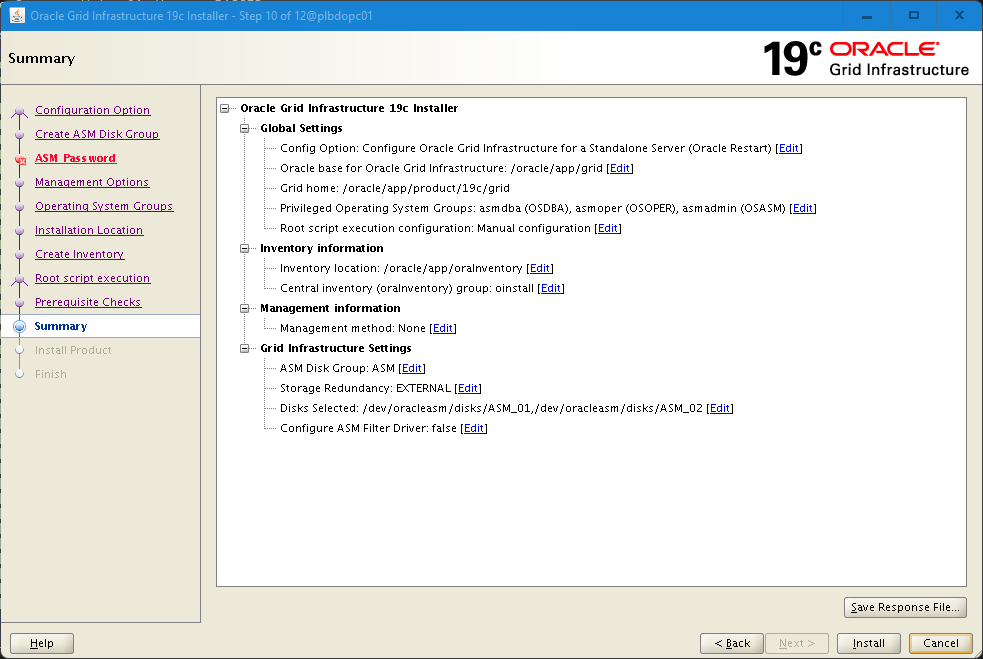 Oracle Grid Infrastructure 19c Installer - Step 10 of 12@plbdopc01
Summary
19c ORACLE
Grid Infrastructure
Configuration Option
Create ASM Disk Group
ASM Password
Management Options
Operating System Groups
Installation Location
Create Inventory
Root script execution
Prerequisite Checks
Summary
Install Product
Finish
Oracle Grid Infrastructure 19c Installer
Global Settings
Config Option: Configure Oracle Grid Infrastructure for a Standalone Server (Oracle Restart) [Edit]
Oracle base for Oracle Grid Infrastructure: /oracle/app/grid [Edit]
Grid home: /oracle/app/product/19c/grid
Privileged Operating System Groups: asmdba (OSDBA), asmoper (OSOPER), asmadmin (OSASM) [Edit]
Root script execution configuration: Manual configuration [Edit]
Inventory information
Inventory location: /oracle/app/oraInventory [Edit]
Central inventory (oraInventory) group: oinstall [Edit]
Management information
Management method: None [Edit]
Grid Infrastructure Settings
ASM Disk Group: ASM [Edit]
Storage Redundancy: EXTERNAL [Edit]
Disks Selected: /dev/oracleasm/disks/ASM_01,/dev/oracleasm/disks/ASM_02 [Edit]
Configure ASM Filter Driver: false [Edit]
Save Response File...
Help
< Back
Next >
Install
Cancel